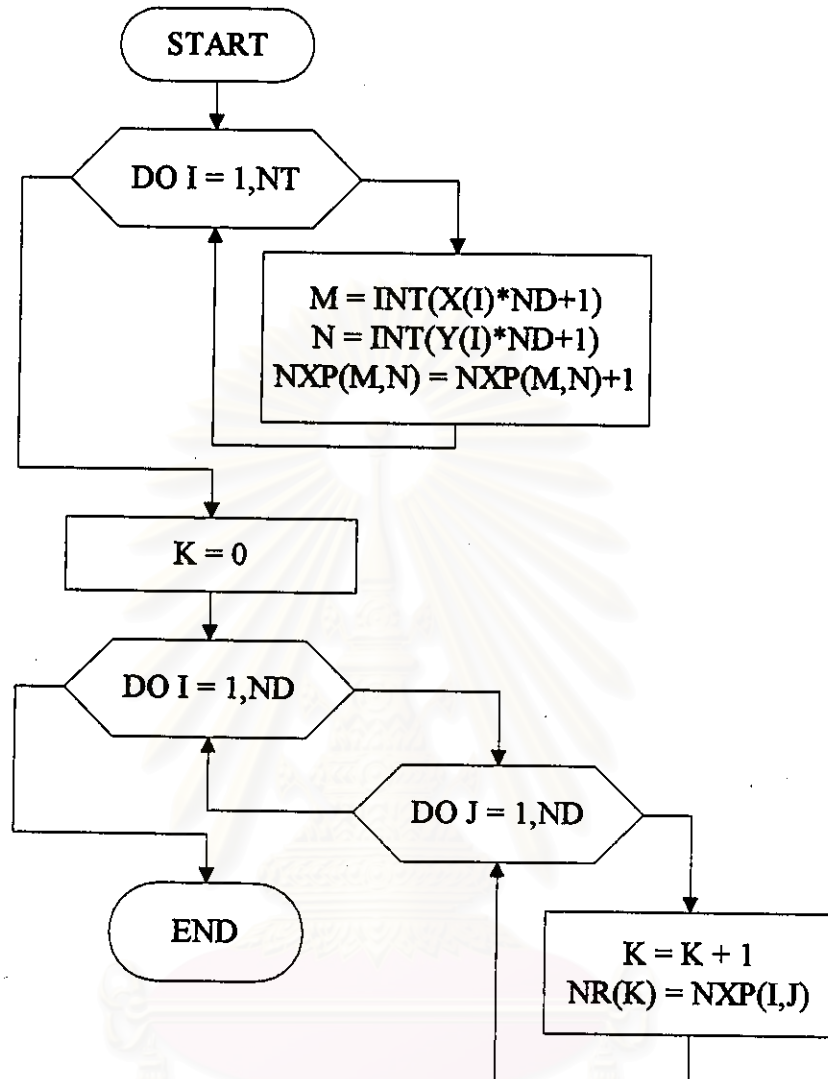 START
DO I = 1,NT
M = INT(X(I)*ND+1)
N = INT(Y(I)*ND+1)
NXP(M,N) = NXP(M,N)+1
K = 0
DO I = 1,ND
DO J = 1,ND
END
K = K + 1
NR(K) = NXP(I,J)